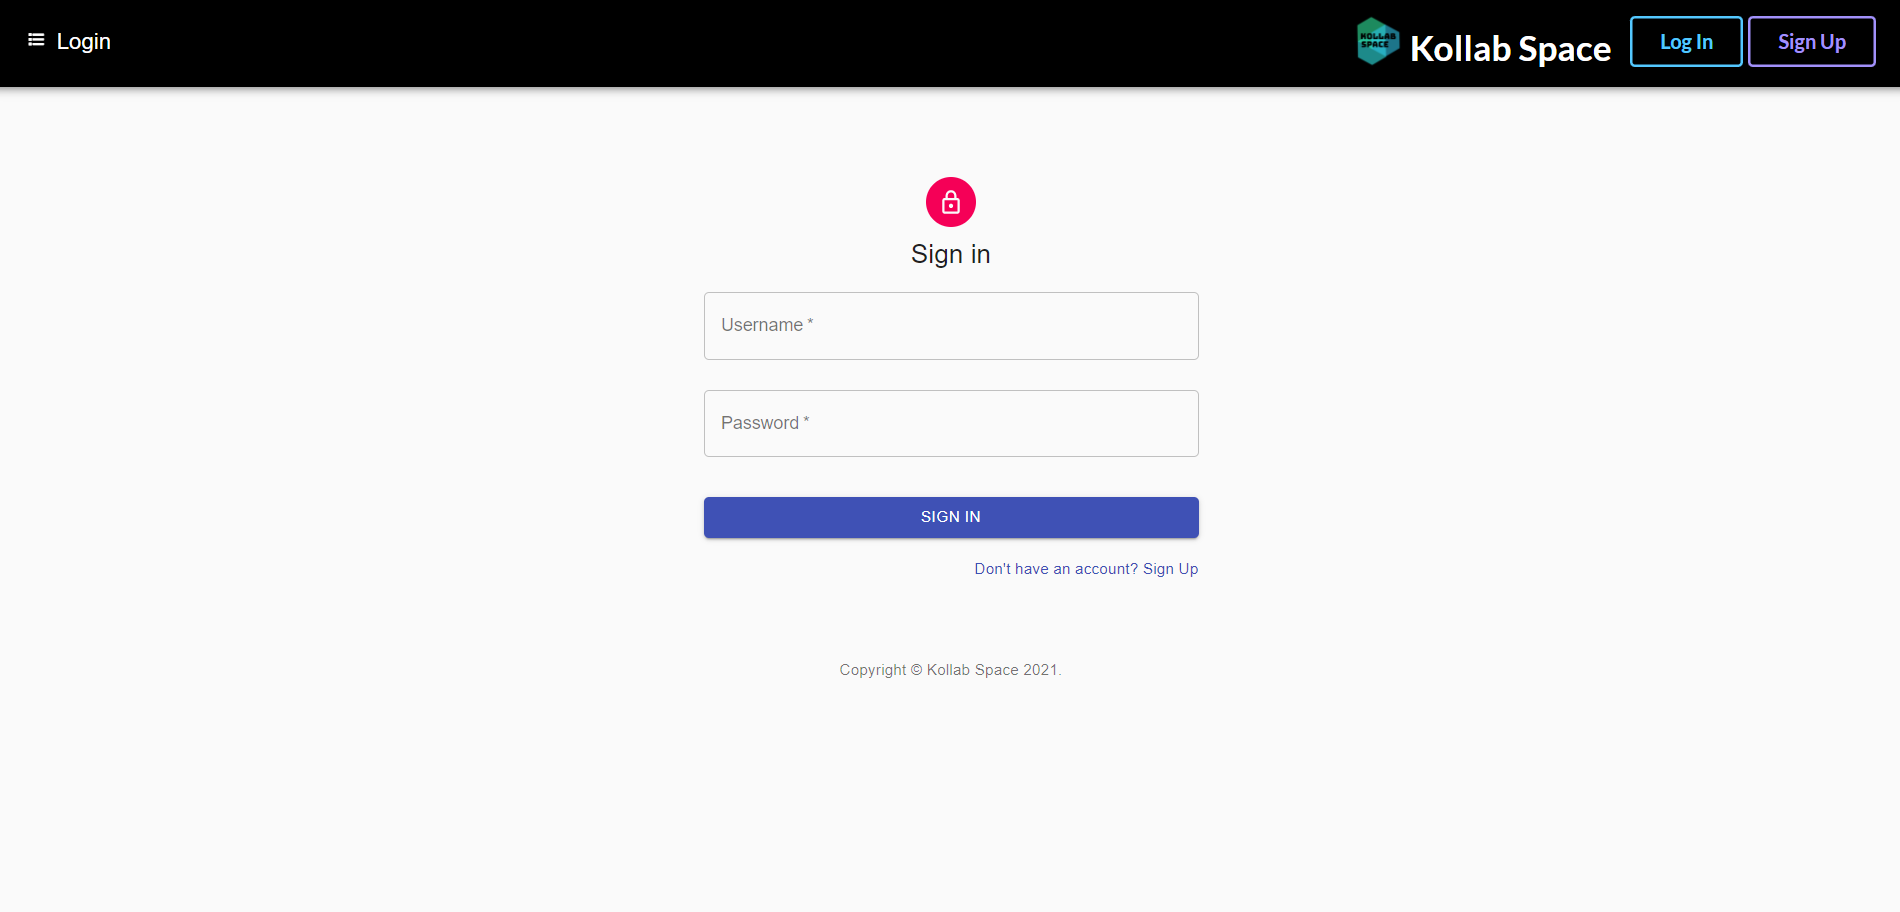 Login
KOLLAB
SPACE
Kollab Space
Log In
Sign Up
Sign in
Username *
Password *
SIGN IN
Don't have an account? Sign Up
Copyright © Kollab Space 2021.